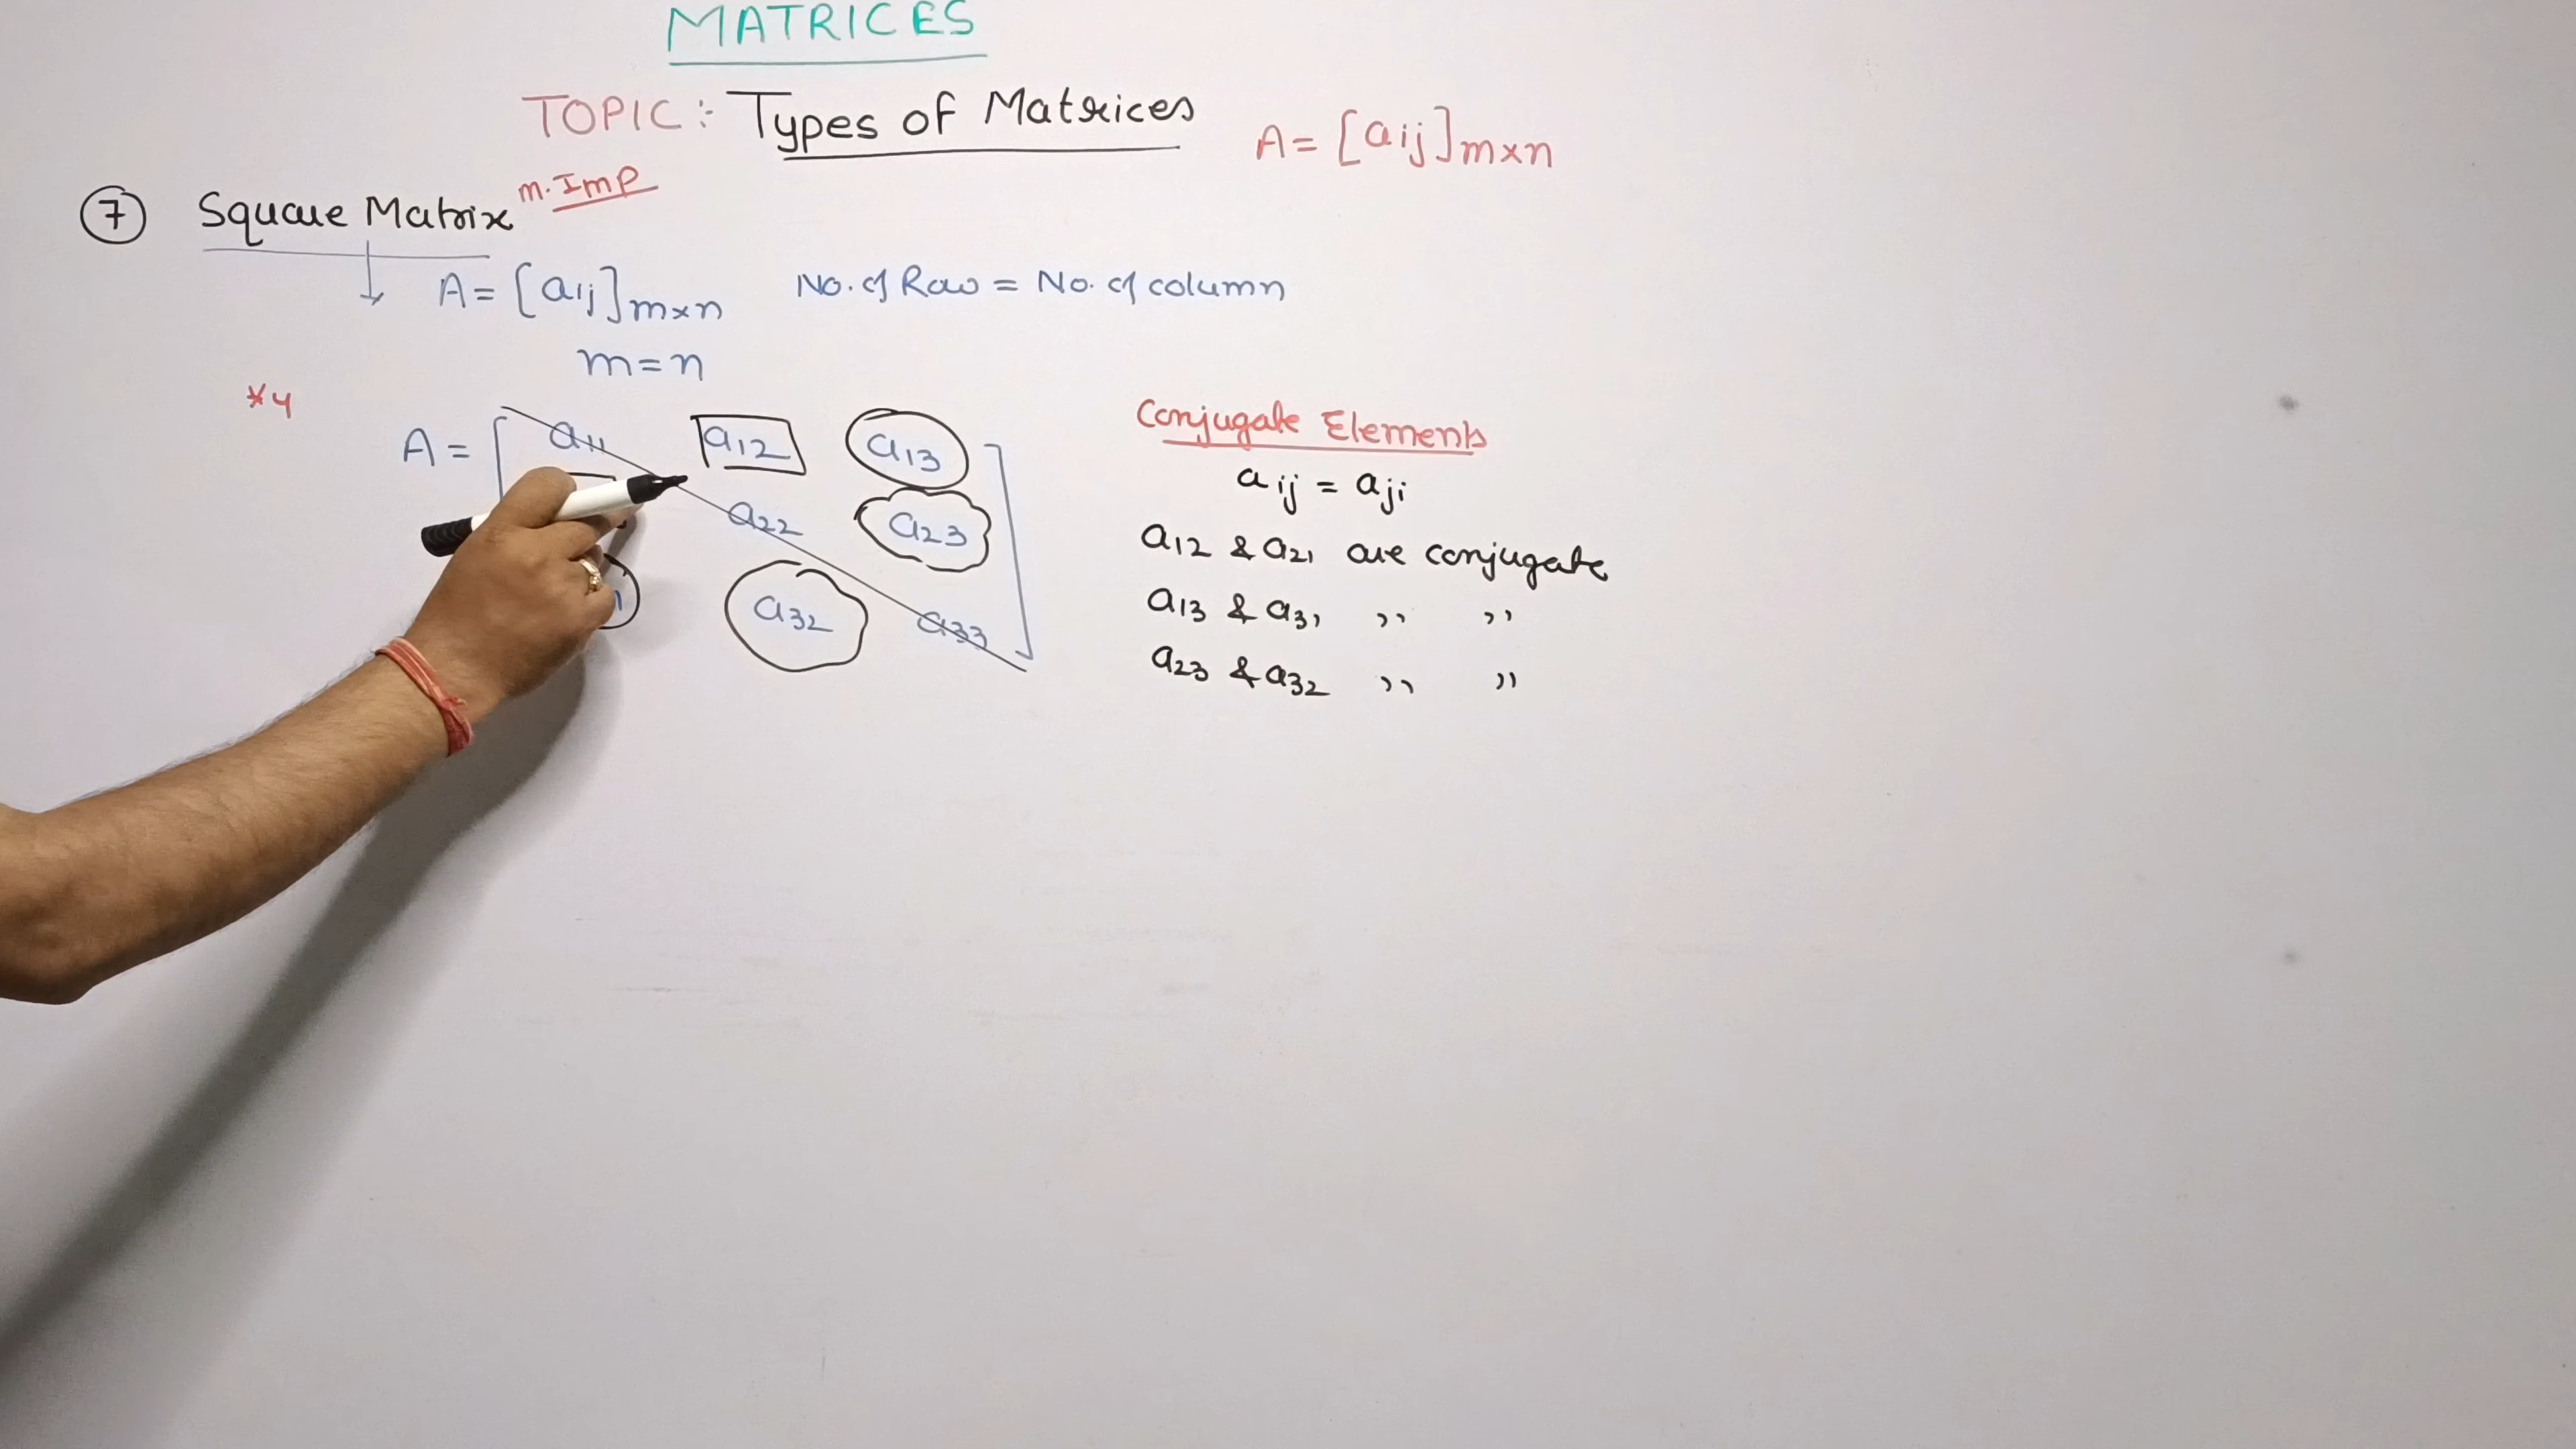 MATRICES
TOPIC :- Types of Matrices
A = [aij]m×n
⑦ Square Matrix m. Imp
A = [aij]m×n No. of Row = No. of column
m = n
*4
A = [a11 a12 a13
a22 a23
a32 a33]
Conjugate Elements
aij = aji
a12 & a21 are conjugate
a13 & a31 ,, ,,
a23 & a32 ,, ,,